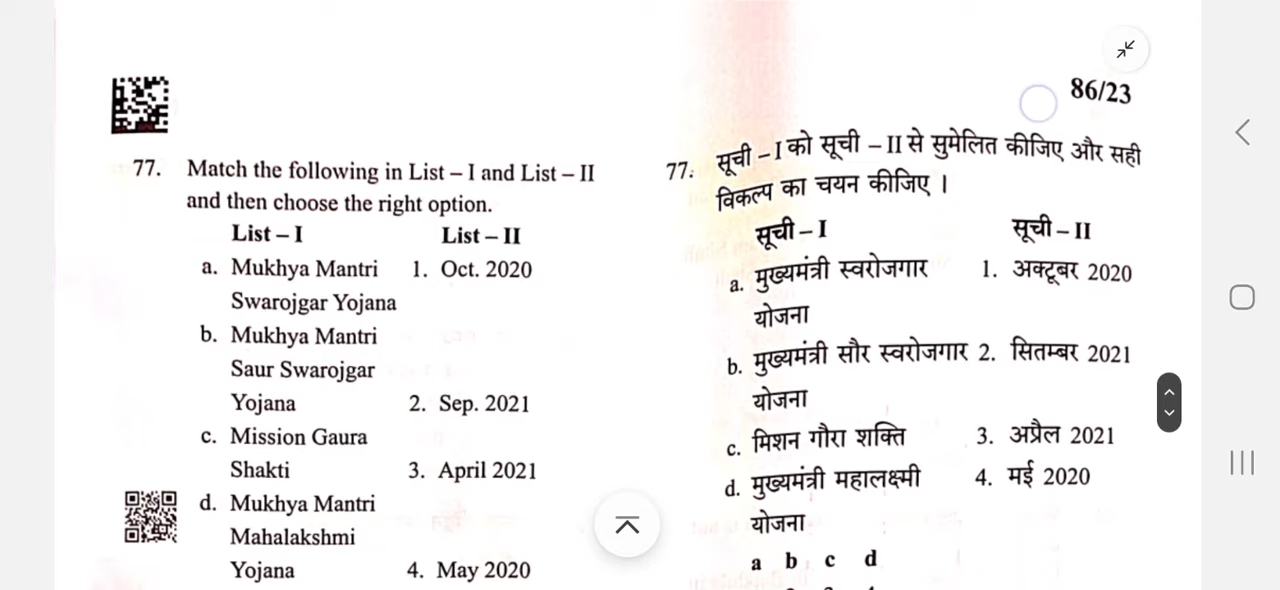 86/23
77. Match the following in List – I and List – II
and then choose the right option.
List – I List – II
a. Mukhya Mantri 1. Oct. 2020
Swarojgar Yojana
b. Mukhya Mantri
Saur Swarojgar
Yojana 2. Sep. 2021
c. Mission Gaura
Shakti 3. April 2021
d. Mukhya Mantri
Mahalakshmi
Yojana 4. May 2020
77. सूची – I को सूची – II से सुमेलित कीजिए और सही
विकल्प का चयन कीजिए ।
सूची – I सूची – II
a. मुख्यमंत्री स्वरोजगार 1. अक्टूबर 2020
योजना
b. मुख्यमंत्री सौर स्वरोजगार 2. सितम्बर 2021
योजना
c. मिशन गौरा शक्ति 3. अप्रैल 2021
d. मुख्यमंत्री महालक्ष्मी 4. मई 2020
योजना
a b c d